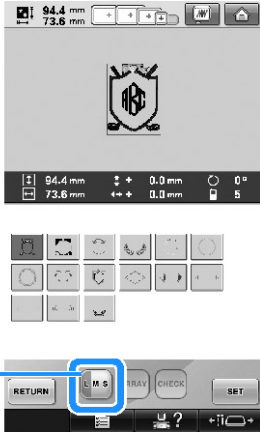 94.4 mm
73.6 mm
ABC
94.4 mm + 0.0 mm 0°
73.6 mm + 0.0 mm 5
L M S ARRAY CHECK
RETURN SET
?